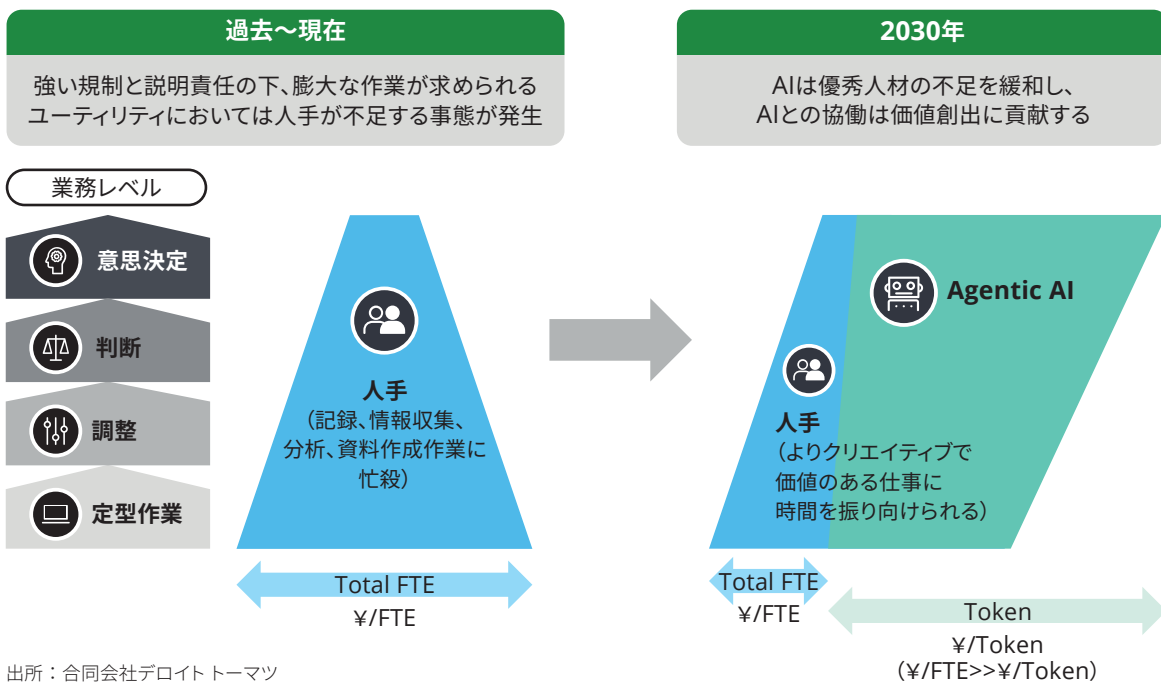 過去～現在
強い規制と説明責任の下、膨大な作業が求められる
ユーティリティにおいては人手が不足する事態が発生
2030年
AIは優秀人材の不足を緩和し、
AIとの協働は価値創出に貢献する
業務レベル
意思決定
判断
調整
定型作業
人手
（記録、情報収集、
分析、資料作成作業に
忙殺）
Total FTE
¥/FTE
Agentic AI
人手
（よりクリエイティブで
価値のある仕事に
時間を振り向けられる）
Total FTE
¥/FTE
Token
¥/Token
（¥/FTE>>¥/Token）
出所：合同会社デロイト トーマツ